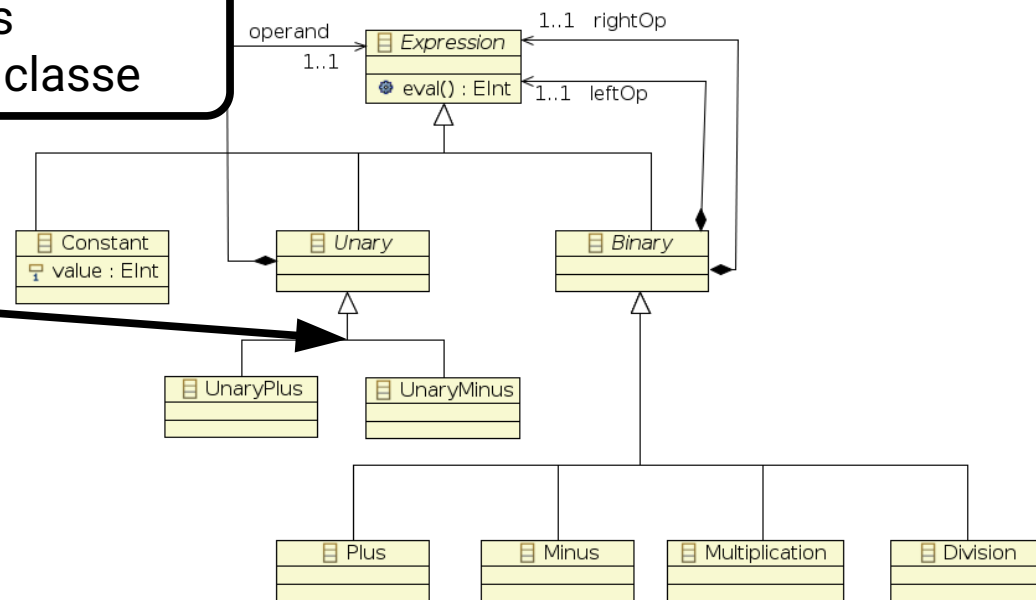 s
classe
operand
1..1
Expression
eval() : EInt
1..1 rightOp
1..1 leftOp
Constant
value : EInt
Unary
Binary
UnaryPlus
UnaryMinus
Plus
Minus
Multiplication
Division